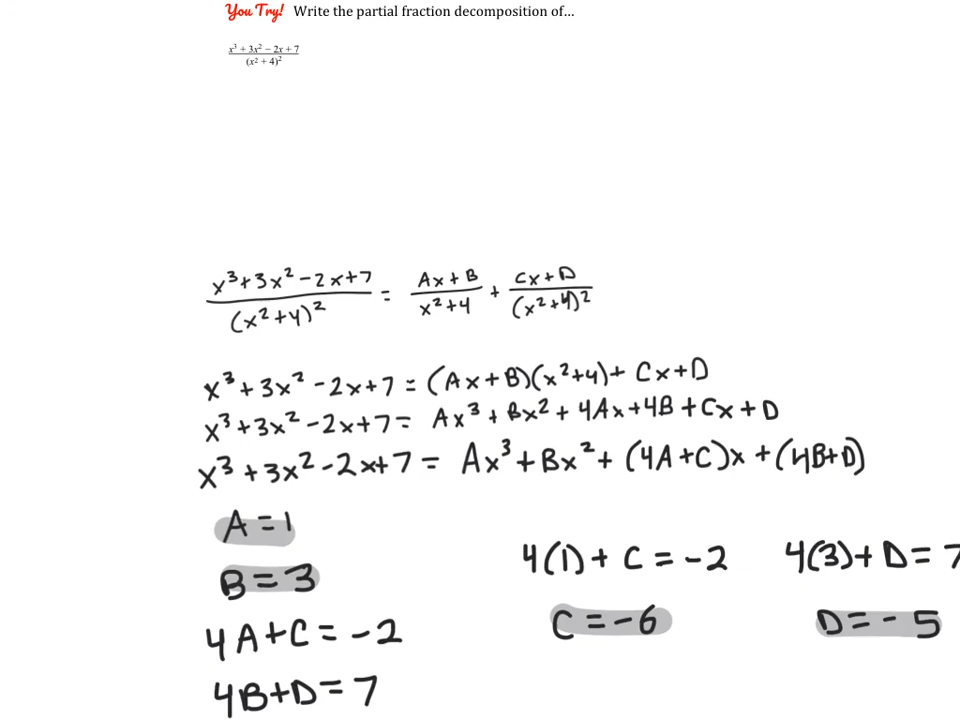 You Try! Write the partial fraction decomposition of...
x³ + 3x² − 2x + 7
(x² + 4)²
x³+3x²−2x+7 / (x²+4)² = Ax+B / x²+4 + Cx+D / (x²+4)²
x³+3x²−2x+7 = (Ax+B)(x²+4)+ Cx+D
x³+3x²−2x+7= Ax³+Bx²+4Ax+4B+Cx+D
x³+3x²−2x+7 = Ax³+Bx²+(4A+C)x+(4B+D)
A=1
B=3
4A+C=−2
4B+D=7
4(1)+C=−2
C=−6
4(3)+D=7
D=−5